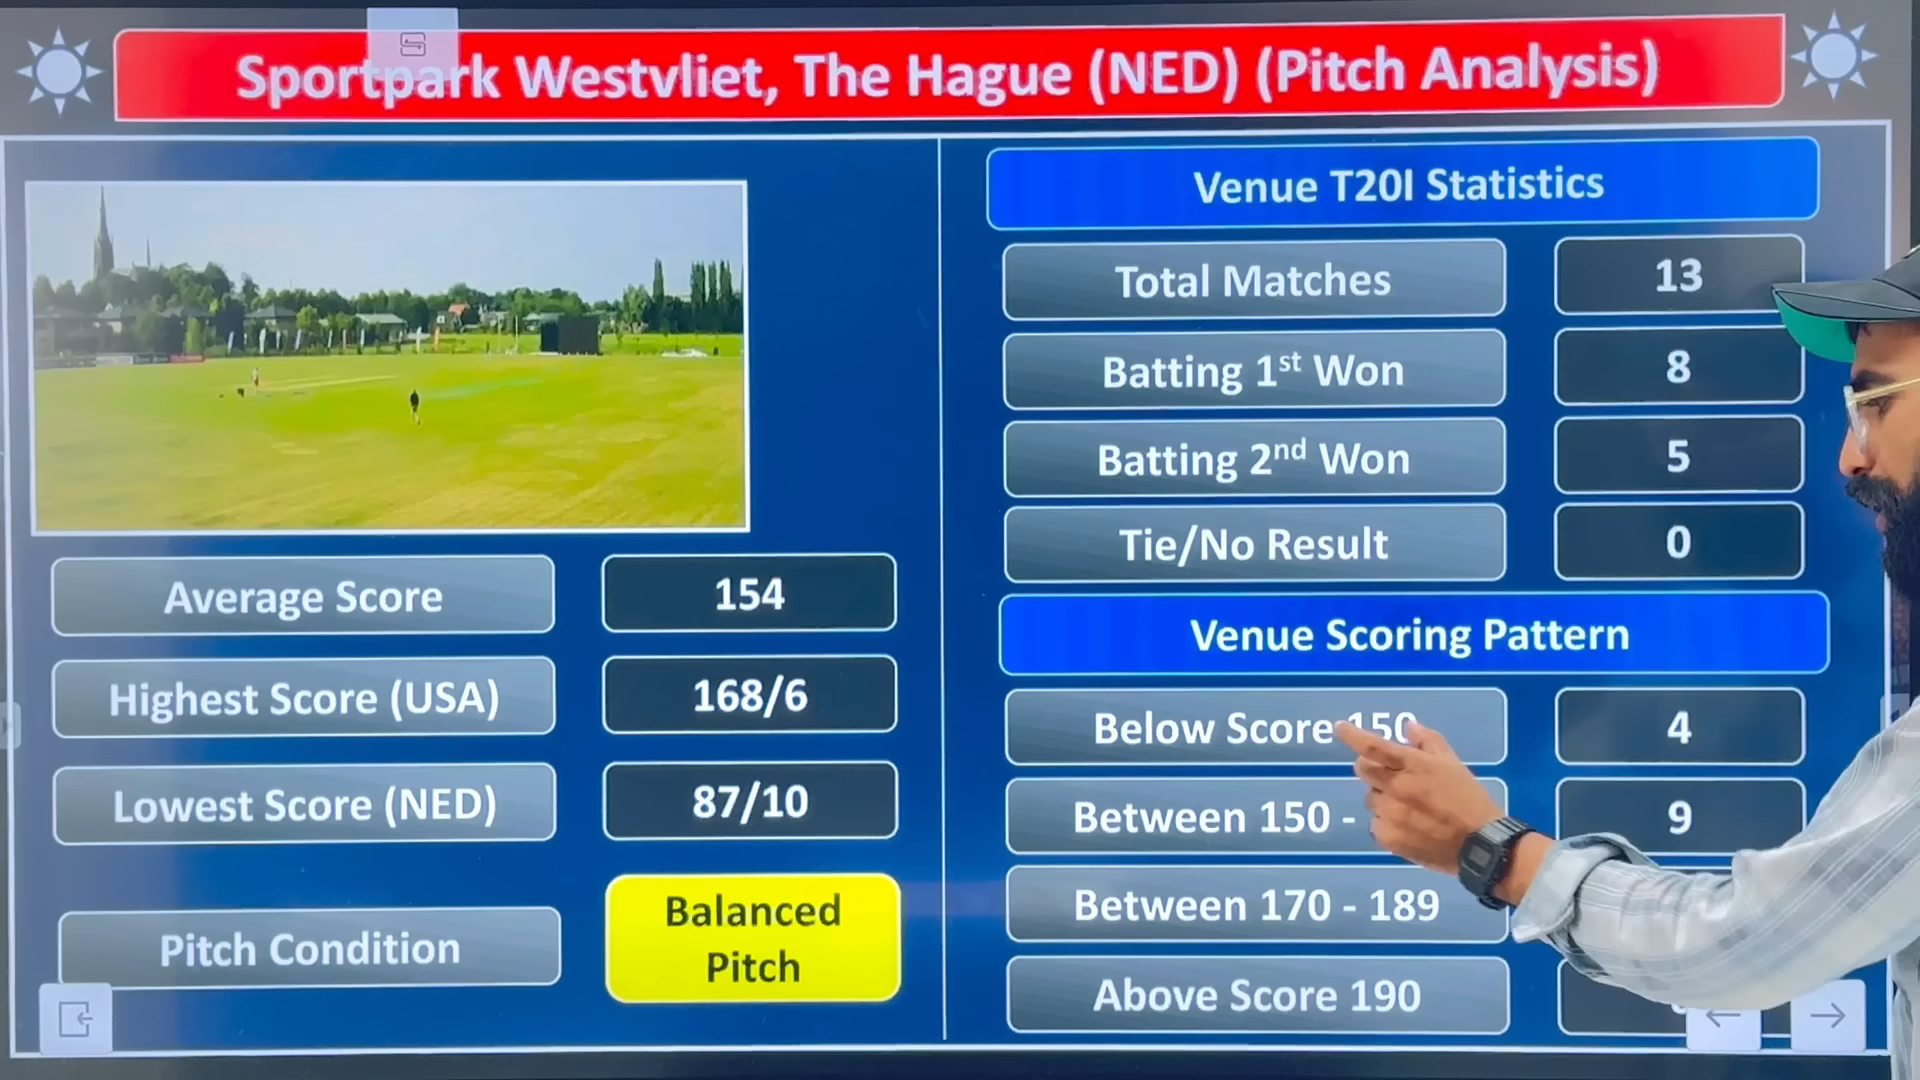 Sportpark Westvliet, The Hague (NED) (Pitch Analysis)
Average Score 154
Highest Score (USA) 168/6
Lowest Score (NED) 87/10
Pitch Condition Balanced
Pitch
Venue T20I Statistics
Total Matches 13
Batting 1st Won 8
Batting 2nd Won 5
Tie/No Result 0
Venue Scoring Pattern
Below Score 150 4
Between 150 - 9
Between 170 - 189
Above Score 190